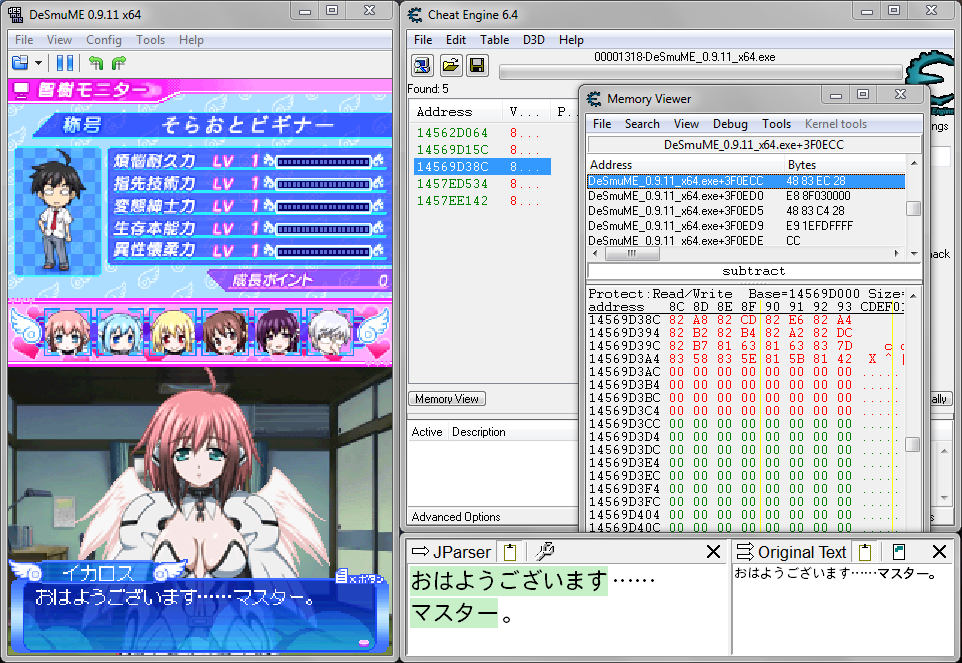 DeSmuME 0.9.11 x64
File View Config Tools Help
智樹モニター
称号 そらおとビギナー
煩悩耐久力 LV 1
指先技術力 LV 1
変態紳士力 LV 1
生存本能力 LV 1
異性懐柔力 LV 1
成長ポイント 0
イカロス
×ボタン
おはようございます……マスター。
Cheat Engine 6.4
File Edit Table D3D Help
00001318-DeSmuME_0.9.11_x64.exe
Found: 5
Address V... P..
14562D064 8...
14569D15C 8...
14569D38C 8...
1457ED534 8...
1457EE142 8...
Memory View
Active Description
Advanced Options
Memory Viewer
File Search View Debug Tools Kernel tools
DeSmuME_0.9.11_x64.exe+3F0ECC
Address Bytes
DeSmuME_0.9.11_x64.exe+3F0ECC 48 83 EC 28
DeSmuME_0.9.11_x64.exe+3F0ED0 E8 8F030000
DeSmuME_0.9.11_x64.exe+3F0ED5 48 83 C4 28
DeSmuME_0.9.11_x64.exe+3F0ED9 E9 1EFDFFFF
DeSmuME_0.9.11_x64.exe+3F0EDE CC
subtract
Protect:Read/Write Base=14569D000 Size=
8C 8D 8E 8F 90 91 92 93 CDEF0
14569D38C 82 A8 82 CD 82 E6 82 A4
14569D394 82 B2 82 B4 82 A2 82 DC
14569D39C 82 B7 81 63 81 63 83 7D
14569D3A4 83 58 83 5E 81 5B 81 42 X ^
14569D3AC 00 00 00 00 00 00 00 00 .....
14569D3B4 00 00 00 00 00 00 00 00 .....
14569D3BC 00 00 00 00 00 00 00 00 .....
14569D3C4 00 00 00 00 00 00 00 00 .....
14569D3CC 00 00 00 00 00 00 00 00 .....
14569D3D4 00 00 00 00 00 00 00 00 .....
14569D3DC 00 00 00 00 00 00 00 00 .....
14569D3E4 00 00 00 00 00 00 00 00 .....
14569D3EC 00 00 00 00 00 00 00 00 .....
14569D3F4 00 00 00 00 00 00 00 00 .....
14569D3FC 00 00 00 00 00 00 00 00 .....
14569D404 00 00 00 00 00 00 00 00 .....
14569D40C 00 00 00 00 00 00 00 00 .....
JParser
おはようございます ……
マスター 。
Original Text
おはようございます……マスター。